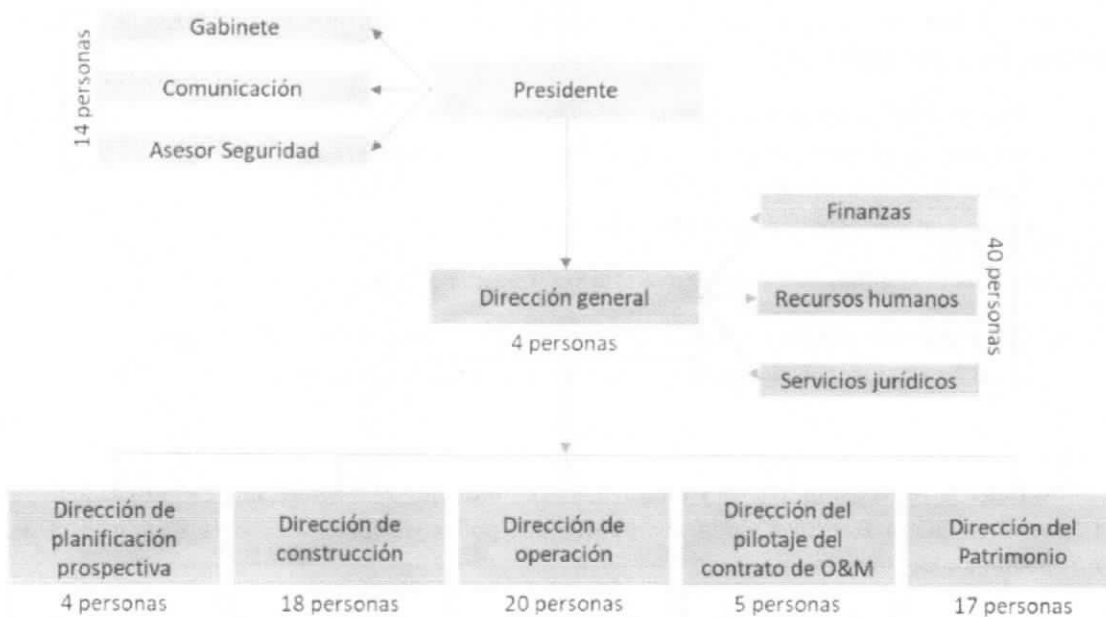 Gabinete
Comunicación
Asesor Seguridad
14 personas
Presidente
Finanzas
Recursos humanos
Servicios jurídicos
40 personas
Dirección general
4 personas
Dirección de
planificación
prospectiva
4 personas
Dirección de
construcción
18 personas
Dirección de
operación
20 personas
Dirección del
pilotaje del
contrato de O&M
5 personas
Dirección del
Patrimonio
17 personas